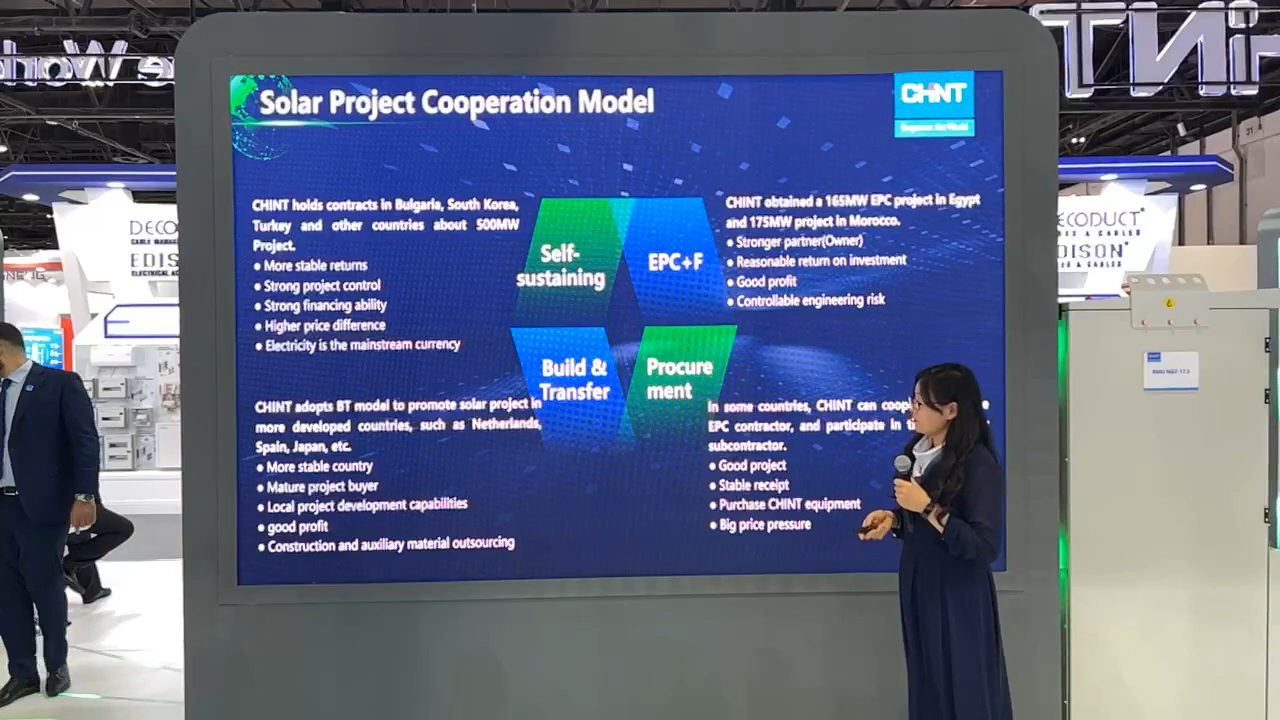 Solar Project Cooperation Model
CHINT
Empower the World
CHINT holds contracts in Bulgaria, South Korea,
Turkey and other countries about 500MW
Project.
● More stable returns
● Strong project control
● Strong financing ability
● Higher price difference
● Electricity is the mainstream currency
Self-
sustaining
EPC+F
CHINT obtained a 165MW EPC project in Egypt
and 175MW project in Morocco.
● Stronger partner(Owner)
● Reasonable return on investment
● Good profit
● Controllable engineering risk
Build &
Transfer
Procure
ment
CHINT adopts BT model to promote solar project in
more developed countries, such as Netherlands,
Spain, Japan, etc.
● More stable country
● Mature project buyer
● Local project development capabilities
● good profit
● Construction and auxiliary material outsourcing
In some countries, CHINT can
EPC contractor, and participate in
subcontractor.
● Good project
● Stable receipt
● Purchase CHINT equipment
● Big price pressure
DECO
EDIS
ECODUCT
DISON